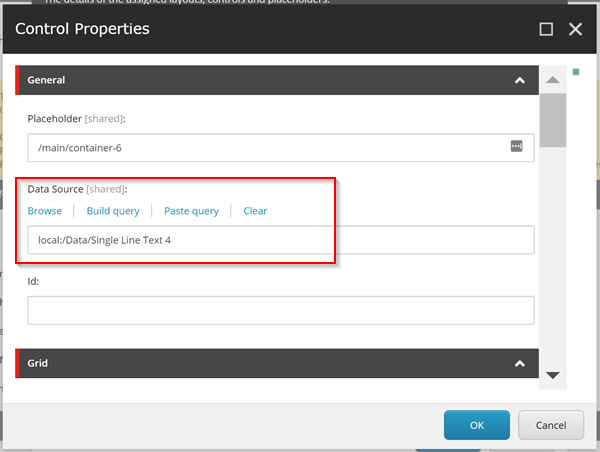 The details of the assigned layouts, controls and placeholders.
Control Properties
General
Placeholder [shared]:
/main/container-6
Data Source [shared]:
Browse
Build query
Paste query
Clear
local:/Data/Single Line Text 4
Id:
Grid
OK
Cancel